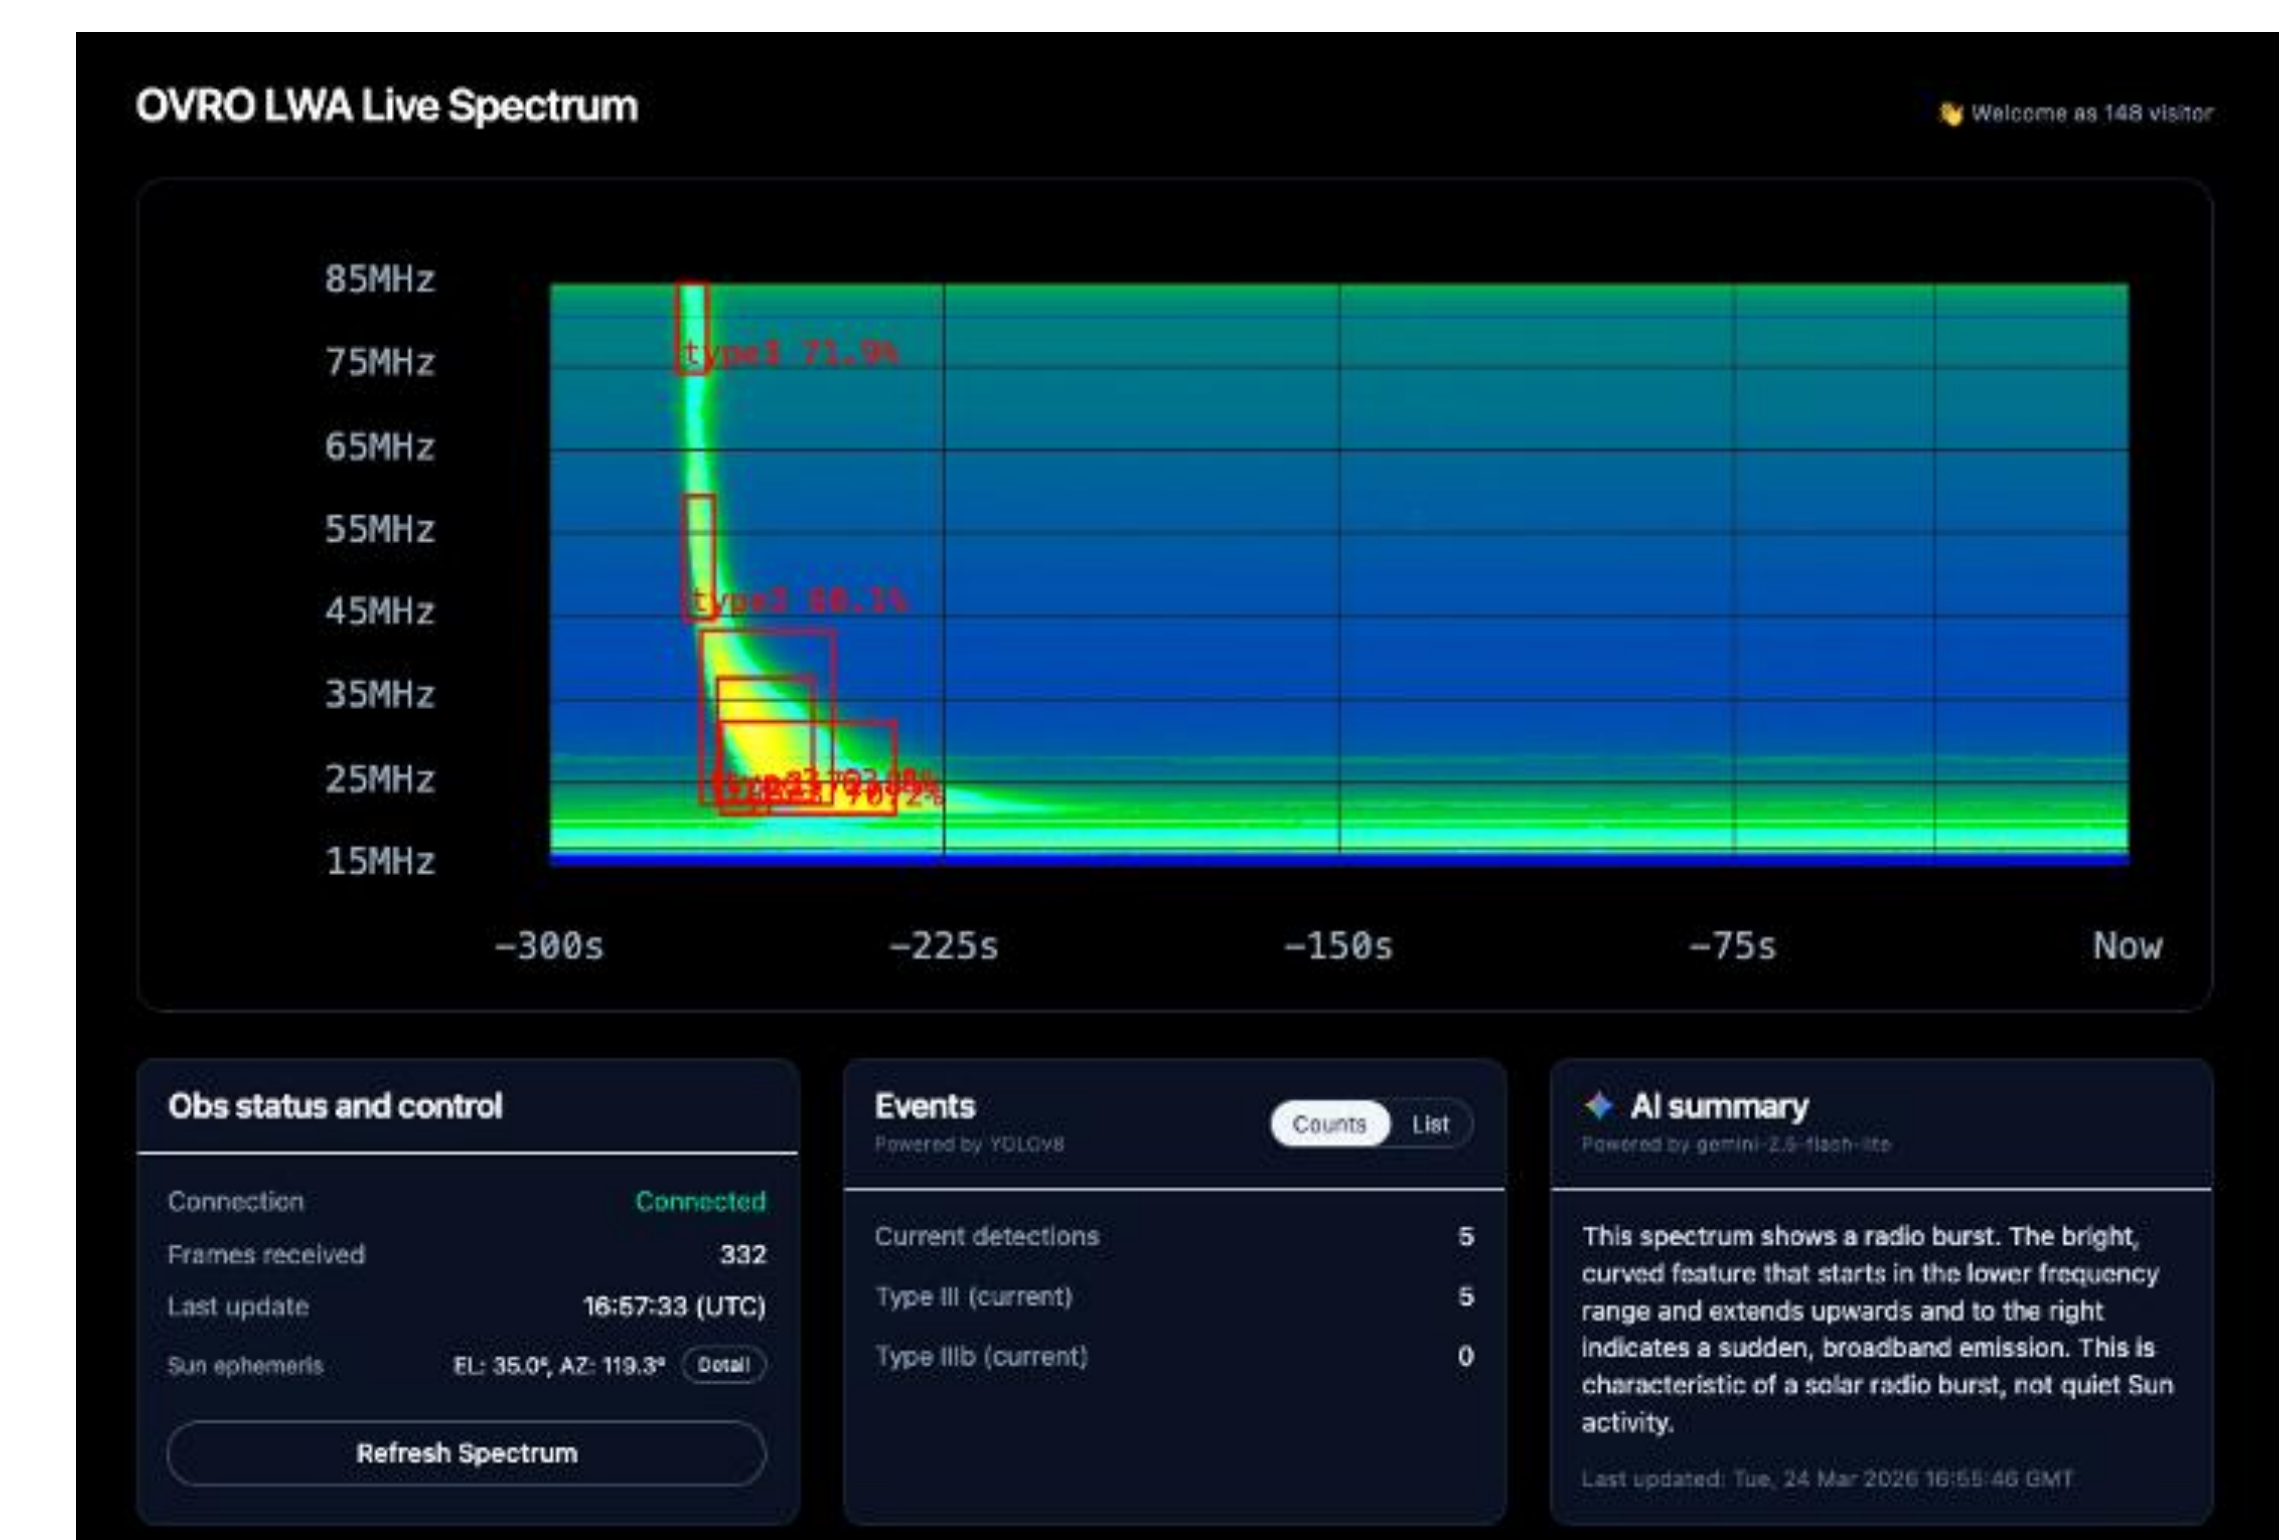 OVRO LWA Live Spectrum
👋 Welcome as 148 visitor
85MHz
75MHz
65MHz
55MHz
45MHz
35MHz
25MHz
15MHz
type3 71.9%
type3
−300s
−225s
−150s
−75s
Now
Obs status and control
Connection
Connected
Frames received
332
Last update
16:57:33 (UTC)
Sun ephemeris
EL: 35.0°, AZ: 119.3°
Detail
Refresh Spectrum
Events
Powered by YOLOv8
Counts
List
Current detections
5
Type III (current)
5
Type IIIb (current)
0
AI summary
Powered by gemini-2.5-flash-lite
This spectrum shows a radio burst. The bright,
curved feature that starts in the lower frequency
range and extends upwards and to the right
indicates a sudden, broadband emission. This is
characteristic of a solar radio burst, not quiet Sun
activity.
Last updated: Tue, 24 Mar 2026 16:55:46 GMT